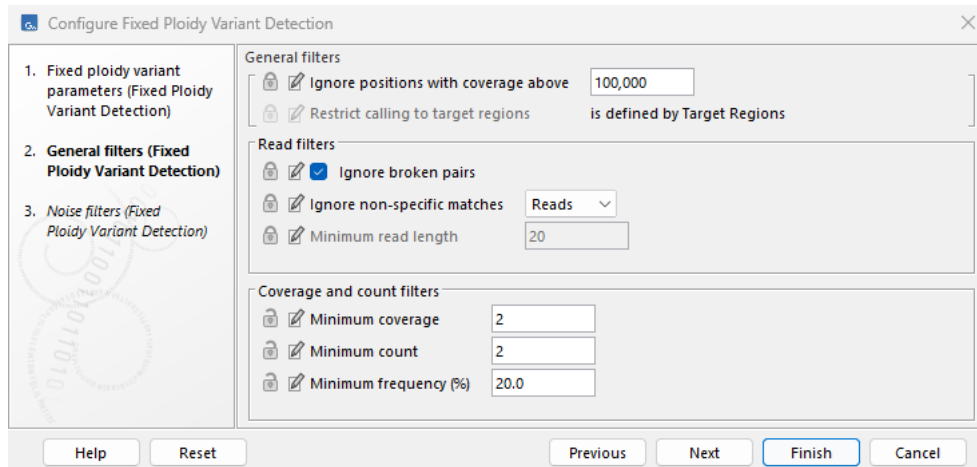 Configure Fixed Ploidy Variant Detection
1. Fixed ploidy variant
parameters (Fixed Ploidy
Variant Detection)
2. General filters (Fixed
Ploidy Variant Detection)
3. Noise filters (Fixed
Ploidy Variant Detection)
General filters
Ignore positions with coverage above 100,000
Restrict calling to target regions is defined by Target Regions
Read filters
Ignore broken pairs
Ignore non-specific matches Reads
Minimum read length 20
Coverage and count filters
Minimum coverage 2
Minimum count 2
Minimum frequency (%) 20.0
Help Reset Previous Next Finish Cancel